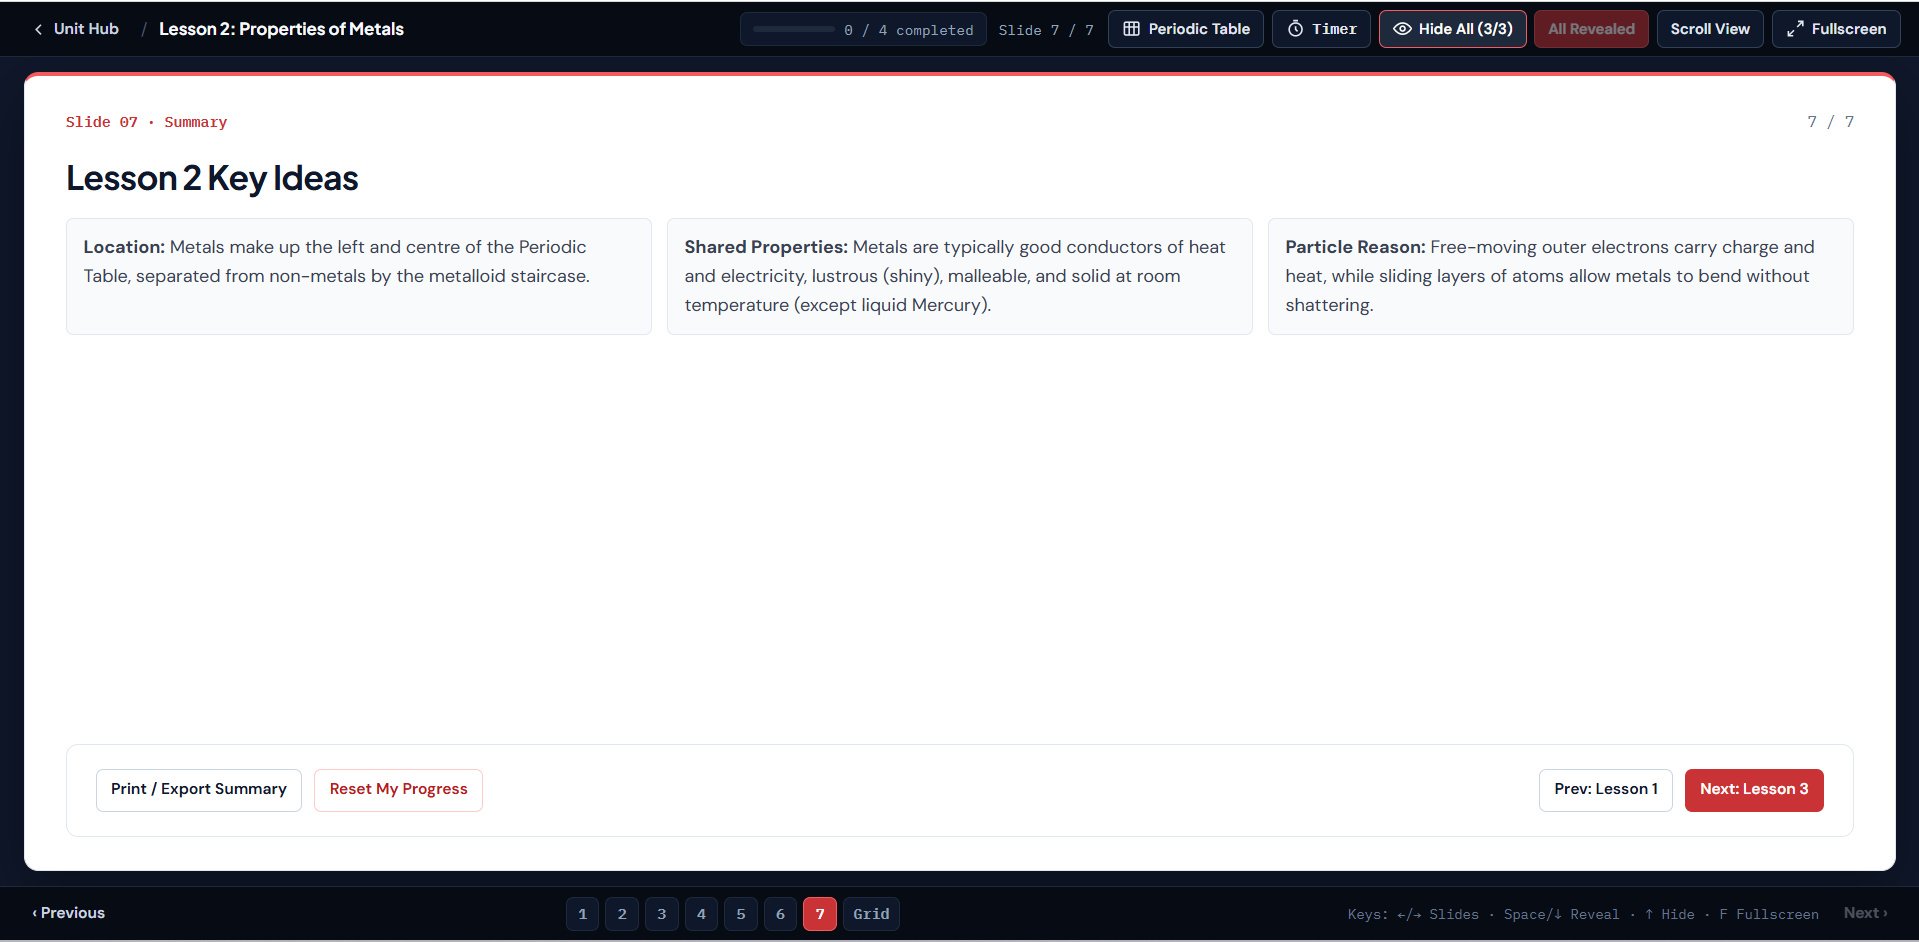 ‹ Unit Hub / Lesson 2: Properties of Metals
0 / 4 completed
Slide 7 / 7
Periodic Table
Timer
Hide All (3/3)
All Revealed
Scroll View
Fullscreen
Slide 07 · Summary
7 / 7
Lesson 2 Key Ideas
Location: Metals make up the left and centre of the Periodic
Table, separated from non-metals by the metalloid staircase.
Shared Properties: Metals are typically good conductors of heat
and electricity, lustrous (shiny), malleable, and solid at room
temperature (except liquid Mercury).
Particle Reason: Free-moving outer electrons carry charge and
heat, while sliding layers of atoms allow metals to bend without
shattering.
Print / Export Summary
Reset My Progress
Prev: Lesson 1
Next: Lesson 3
‹ Previous
1 2 3 4 5 6 7 Grid
Keys: ←/→ Slides · Space/↓ Reveal · ↑ Hide · F Fullscreen
Next ›